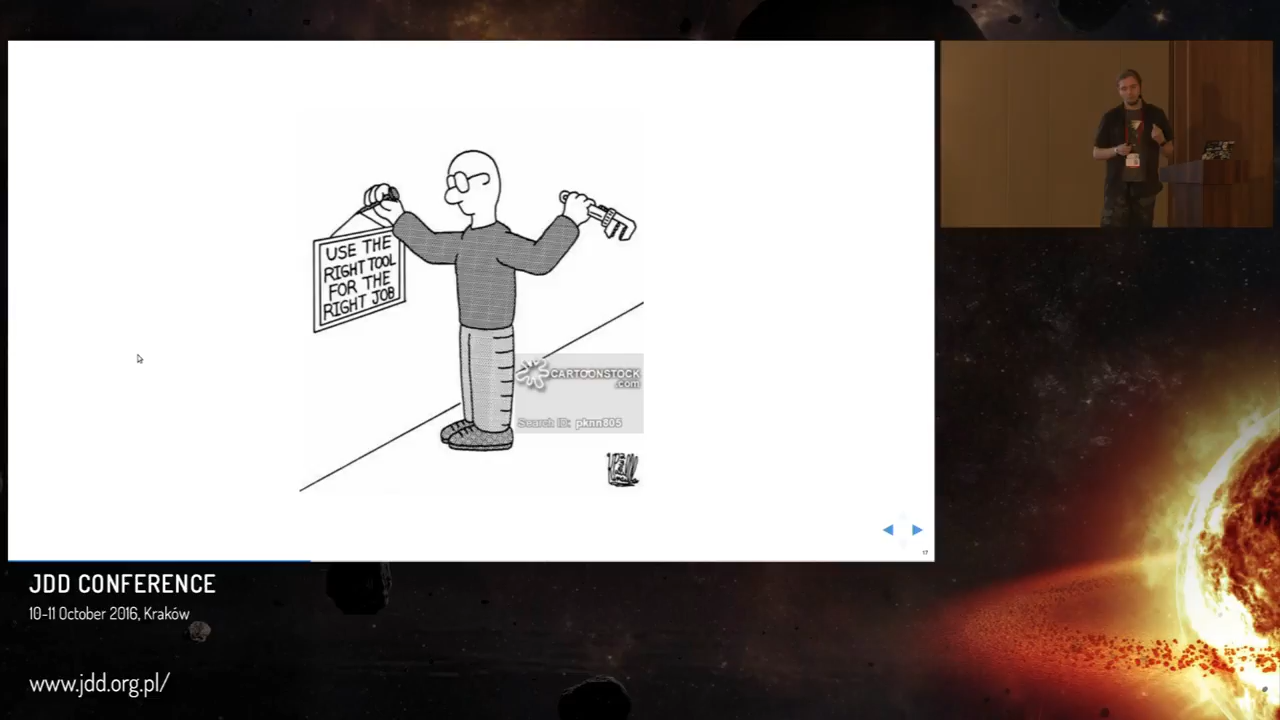 USE THE
RIGHT TOOL
FOR THE
RIGHT JOB
CARTOONSTOCK
.com
Search ID: pknn805
17
JDD CONFERENCE
10-11 October 2016, Kraków
www.jdd.org.pl/